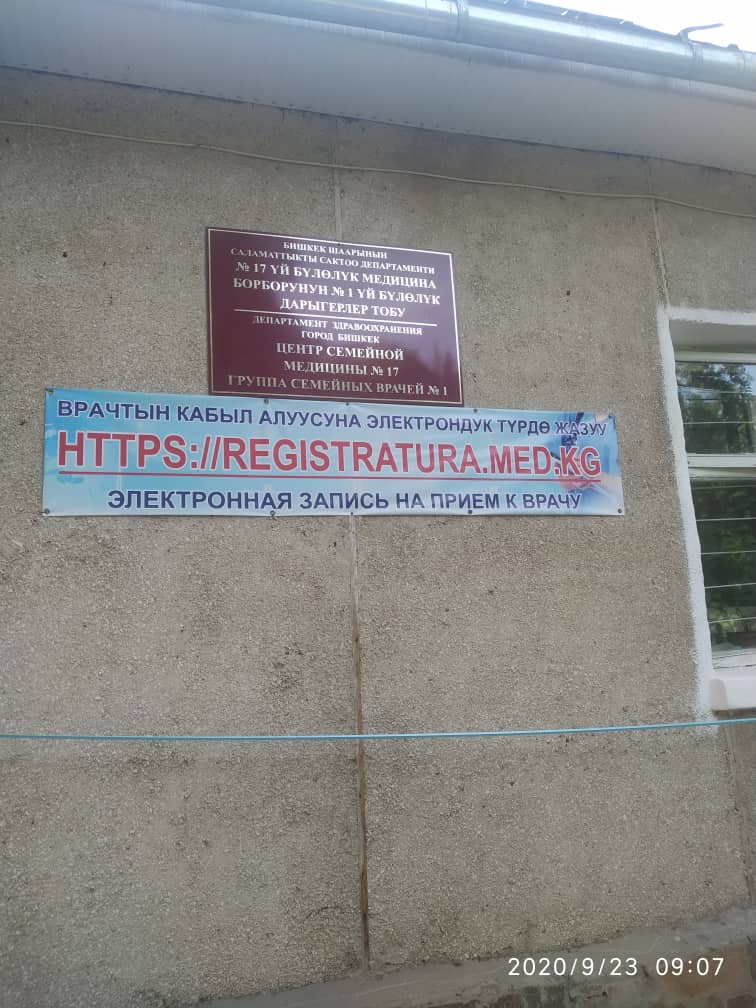 БИШКЕК ШААРЫНЫН
САЛАМАТТЫКТЫ САКТОО ДЕПАРТАМЕНТИ
№ 17 ҮЙ БҮЛӨЛҮК МЕДИЦИНА
БОРБОРУНУН № 1 ҮЙ БҮЛӨЛҮК
ДАРЫГЕРЛЕР ТОБУ
ДЕПАРТАМЕНТ ЗДРАВООХРАНЕНИЯ
ГОРОД БИШКЕК
ЦЕНТР СЕМЕЙНОЙ
МЕДИЦИНЫ № 17
ГРУППА СЕМЕЙНЫХ ВРАЧЕЙ № 1
ВРАЧТЫН КАБЫЛ АЛУУСУНА ЭЛЕКТРОНДУК ТҮРДӨ ЖАЗУУ
HTTPS://REGISTRATURA.MED.KG
ЭЛЕКТРОННАЯ ЗАПИСЬ НА ПРИЕМ К ВРАЧУ
2020/9/23 09:07